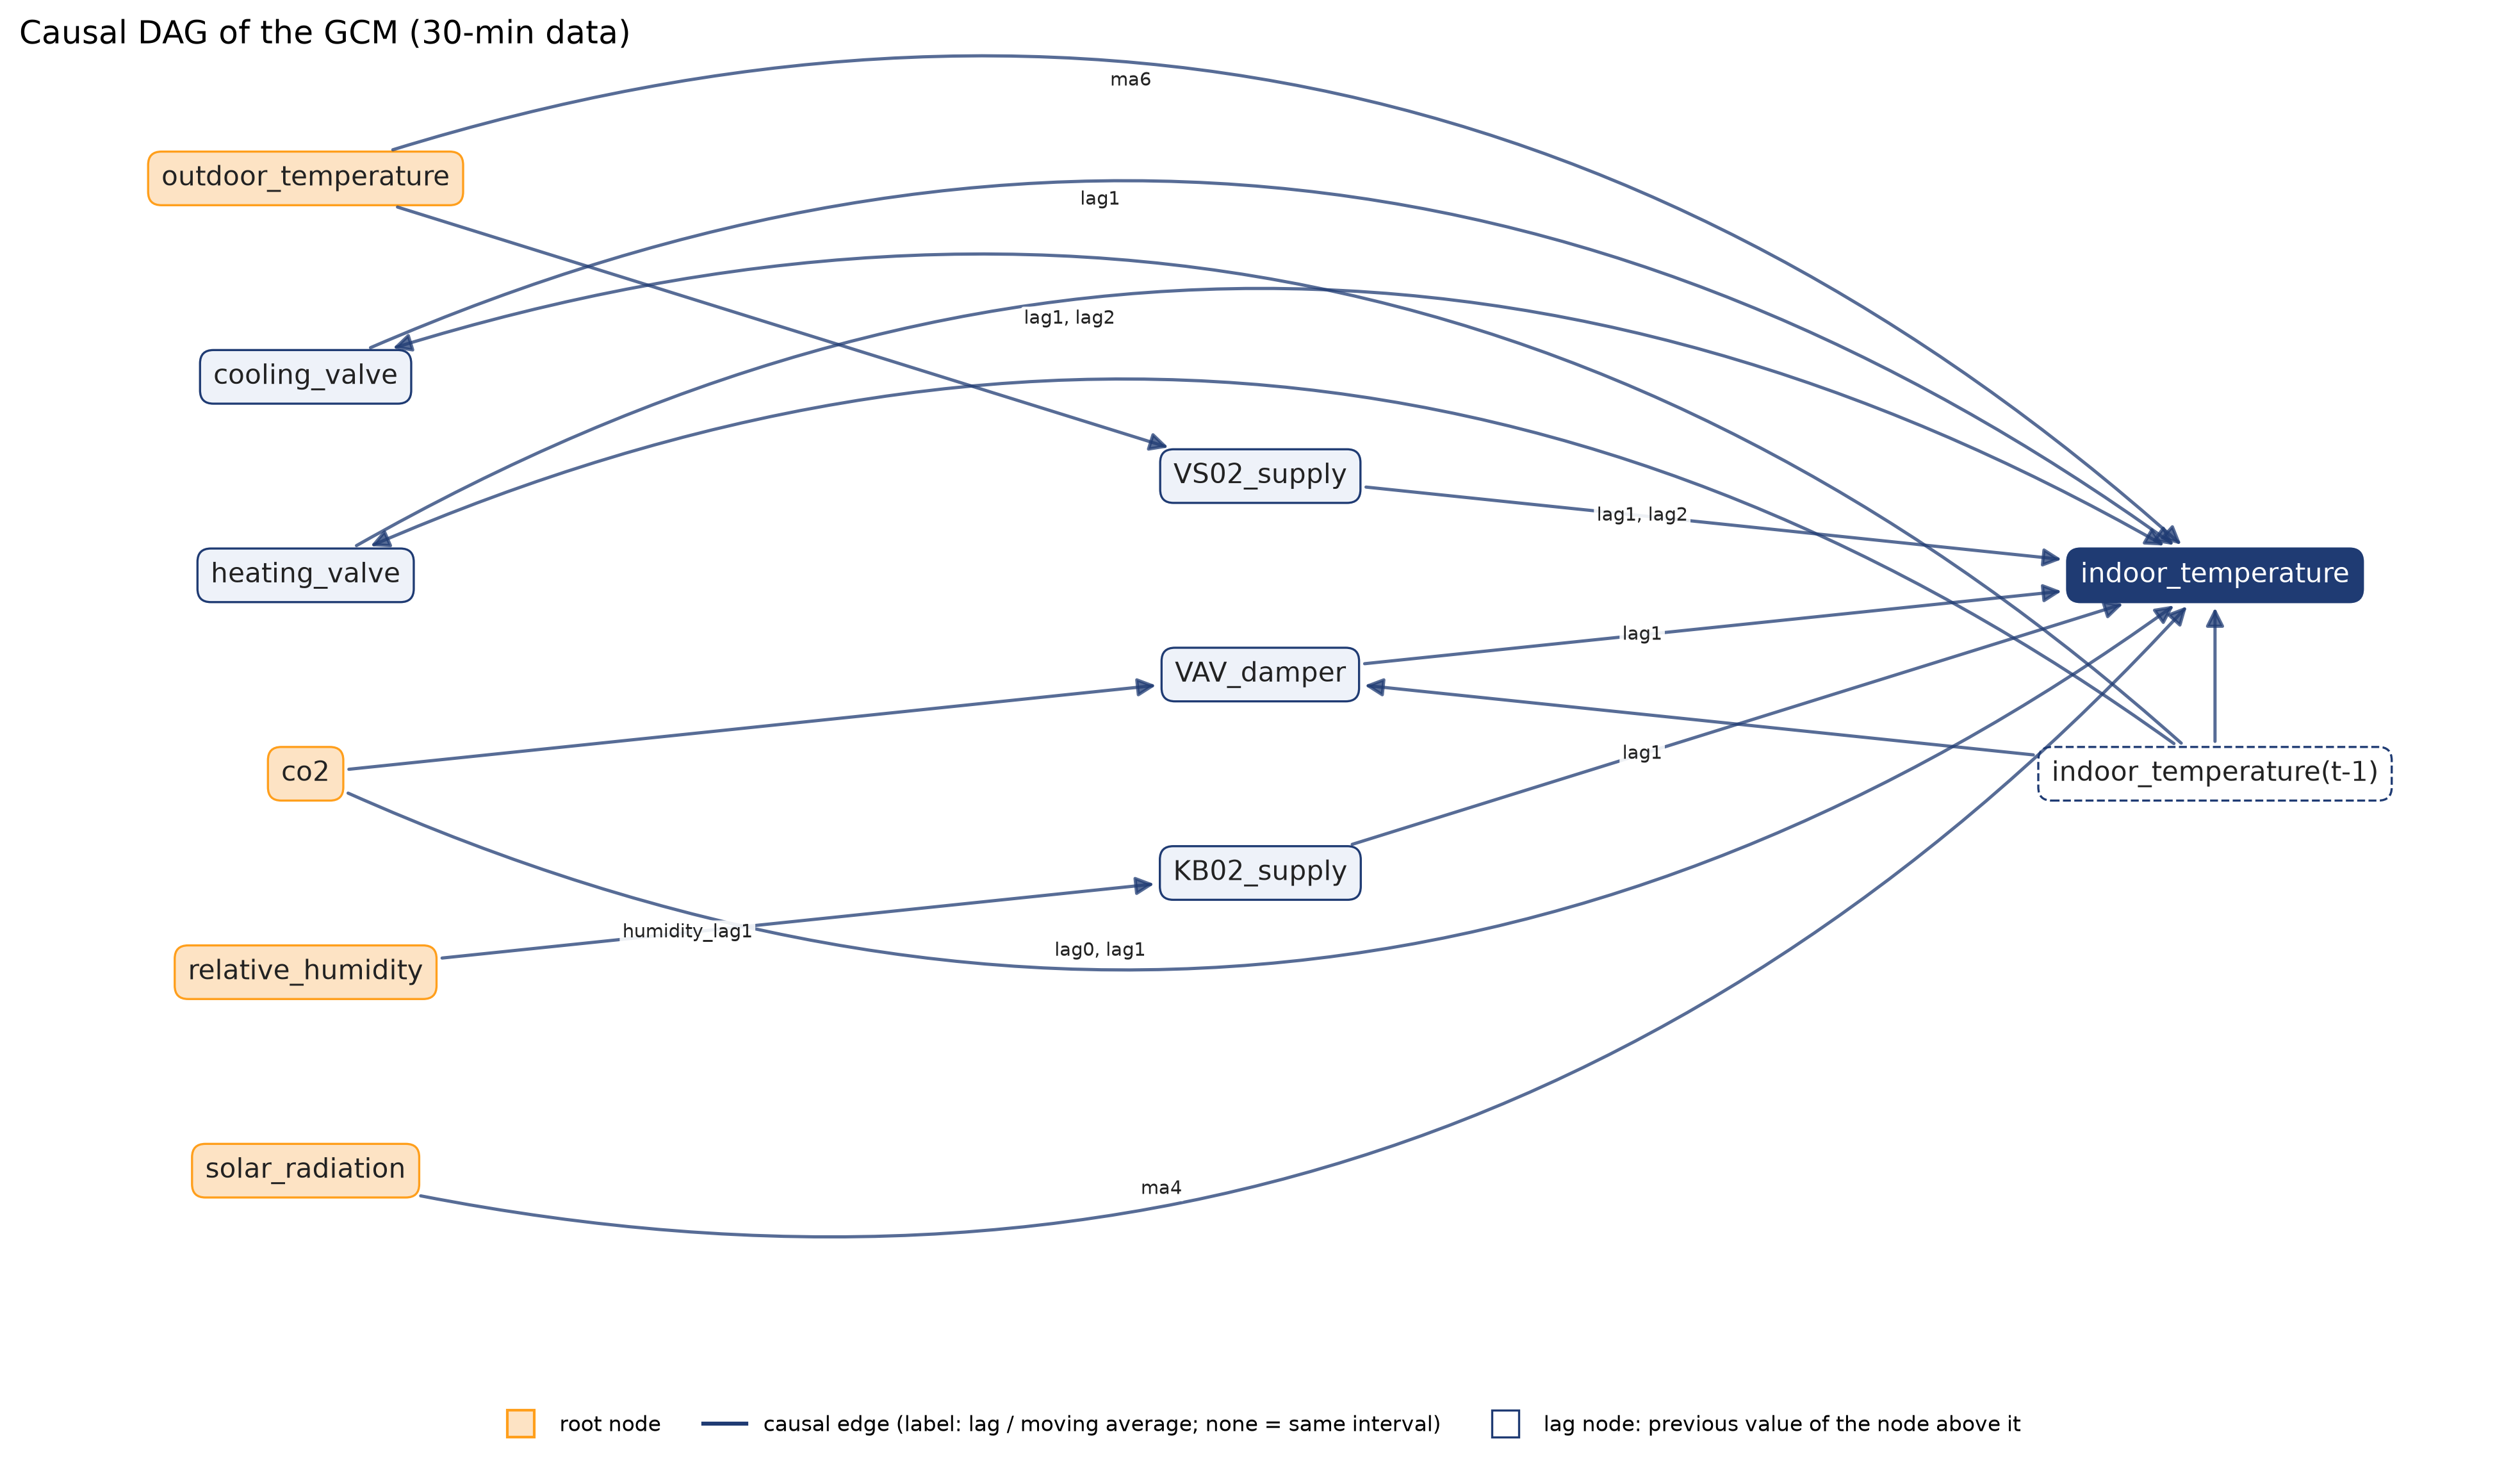 Causal DAG of the GCM (30-min data)
ma6
outdoor_temperature
lag1
lag1, lag2
cooling_valve
VS02_supply
lag1, lag2
heating_valve
indoor_temperature
lag1
VAV_damper
lag1
co2
indoor_temperature(t-1)
KB02_supply
humidity_lag1
lag0, lag1
relative_humidity
solar_radiation
ma4
root node
causal edge (label: lag / moving average; none = same interval)
lag node: previous value of the node above it